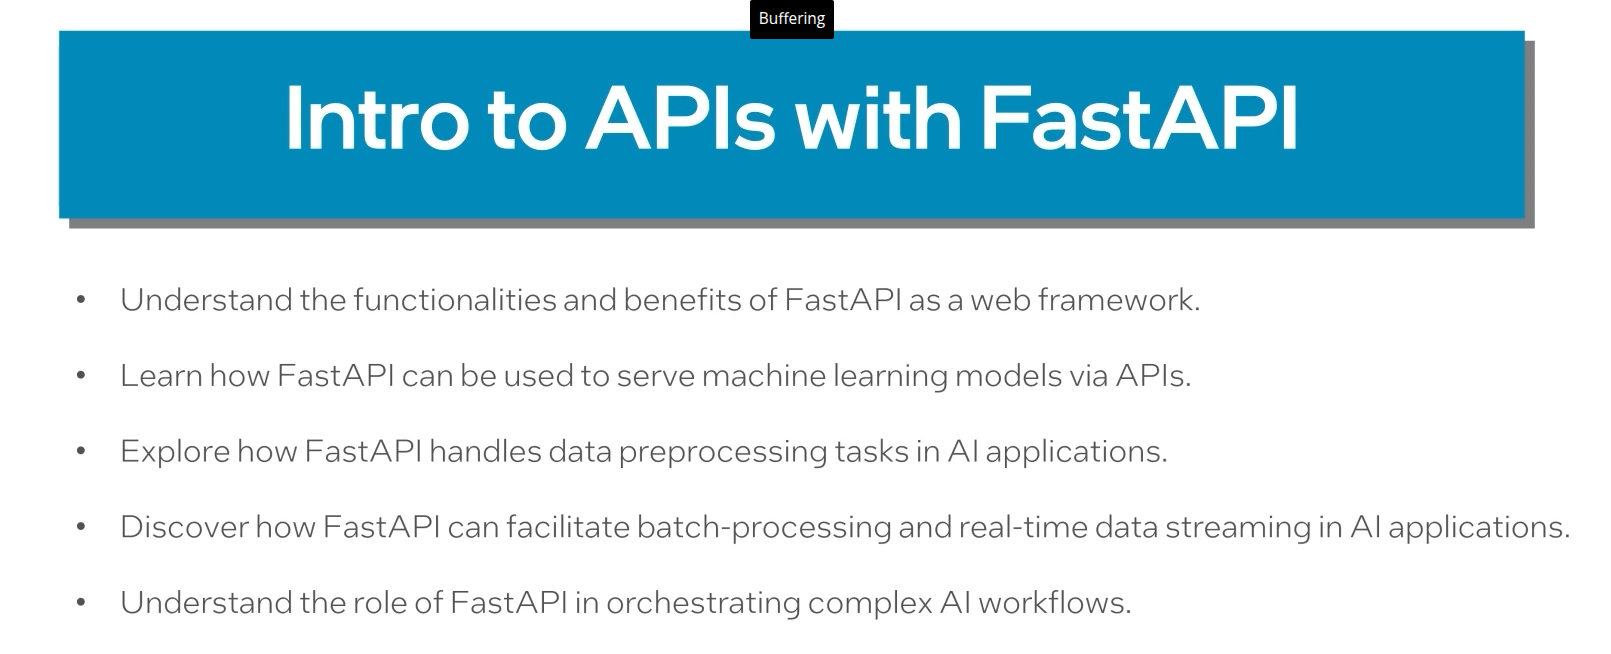 Buffering
Intro to APIs with FastAPI
• Understand the functionalities and benefits of FastAPI as a web framework.
• Learn how FastAPI can be used to serve machine learning models via APIs.
• Explore how FastAPI handles data preprocessing tasks in AI applications.
• Discover how FastAPI can facilitate batch-processing and real-time data streaming in AI applications.
• Understand the role of FastAPI in orchestrating complex AI workflows.